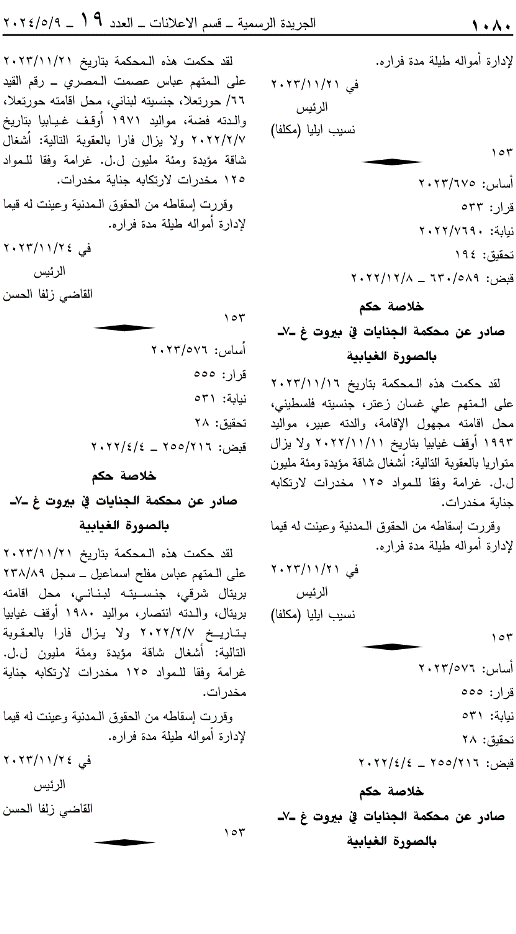 ١٠٨٠
الجريدة الرسمية ــ قسم الاعلانات ــ العدد ١٩ ــ ٢٠٢٤/٥/٩
لإدارة أمواله طيلة مدة فراره.
في ٢٠٢٣/١١/٢١
الرئيس
نسيب ايليا (مكلفا)
١٥٣
أساس: ٢٠٢٣/٦٧٥
قرار: ٥٣٣
نيابة: ٢٠٢٢/٧٦٩٠
تحقيق: ١٩٤
قبض: ٦٣٠/٥٨٩ ــ ٢٠٢٢/١٢/٨
خلاصة حكم
صادر عن محكمة الجنايات في بيروت غ ــ٧ــ
بالصورة الغيابية
لقد حكمت هذه المحكمة بتاريخ ٢٠٢٣/١١/١٦
على المتهم علي غسان زعتر، جنسيته فلسطيني،
محل اقامته مجهول الإقامة، والدته عبير، مواليد
١٩٩٣ أوقف غيابيا بتاريخ ٢٠٢٢/١١/١١ ولا يزال
متواريا بالعقوبة التالية: أشغال شاقة مؤبدة ومئة مليون
ل.ل. غرامة وفقا للمواد ١٢٥ مخدرات لارتكابه
جناية مخدرات.
وقررت إسقاطه من الحقوق المدنية وعينت له قيما
لإدارة أمواله طيلة مدة فراره.
في ٢٠٢٣/١١/٢١
الرئيس
نسيب ايليا (مكلفا)
١٥٣
أساس: ٢٠٢٣/٥٧٦
قرار: ٥٥٥
نيابة: ٥٣١
تحقيق: ٢٨
قبض: ٢٥٥/٢١٦ ــ ٢٠٢٢/٤/٤
خلاصة حكم
صادر عن محكمة الجنايات في بيروت غ ــ٧ــ
بالصورة الغيابية
لقد حكمت هذه المحكمة بتاريخ ٢٠٢٣/١١/٢١
على المتهم عباس عصمت المصري ــ رقم القيد
٦٦/ حورتعلا، جنسيته لبناني، محل اقامته حورتعلا،
والدته فضة، مواليد ١٩٧١ أوقف غيابيا بتاريخ
٢٠٢٢/٢/٧ ولا يزال فارا بالعقوبة التالية: أشغال
شاقة مؤبدة ومئة مليون ل.ل. غرامة وفقا للمواد
١٢٥ مخدرات لارتكابه جناية مخدرات.
وقررت إسقاطه من الحقوق المدنية وعينت له قيما
لإدارة أمواله طيلة مدة فراره.
في ٢٠٢٣/١١/٢٤
الرئيس
القاضي زلفا الحسن
١٥٣
أساس: ٢٠٢٣/٥٧٦
قرار: ٥٥٥
نيابة: ٥٣١
تحقيق: ٢٨
قبض: ٢٥٥/٢١٦ ــ ٢٠٢٢/٤/٤
خلاصة حكم
صادر عن محكمة الجنايات في بيروت غ ــ٧ــ
بالصورة الغيابية
لقد حكمت هذه المحكمة بتاريخ ٢٠٢٣/١١/٢١
على المتهم عباس مفلح اسماعيل ــ سجل ٢٣٨/٨٩
بريتال شرقي، جنسيته لبناني، محل اقامته
بريتال، والدته انتصار، مواليد ١٩٨٠ أوقف غيابيا
بتاريخ ٢٠٢٢/٢/٧ ولا يزال فارا بالعقوبة
التالية: أشغال شاقة مؤبدة ومئة مليون ل.ل.
غرامة وفقا للمواد ١٢٥ مخدرات لارتكابه جناية
مخدرات.
وقررت إسقاطه من الحقوق المدنية وعينت له قيما
لإدارة أمواله طيلة مدة فراره.
في ٢٠٢٣/١١/٢٤
الرئيس
القاضي زلفا الحسن
١٥٣